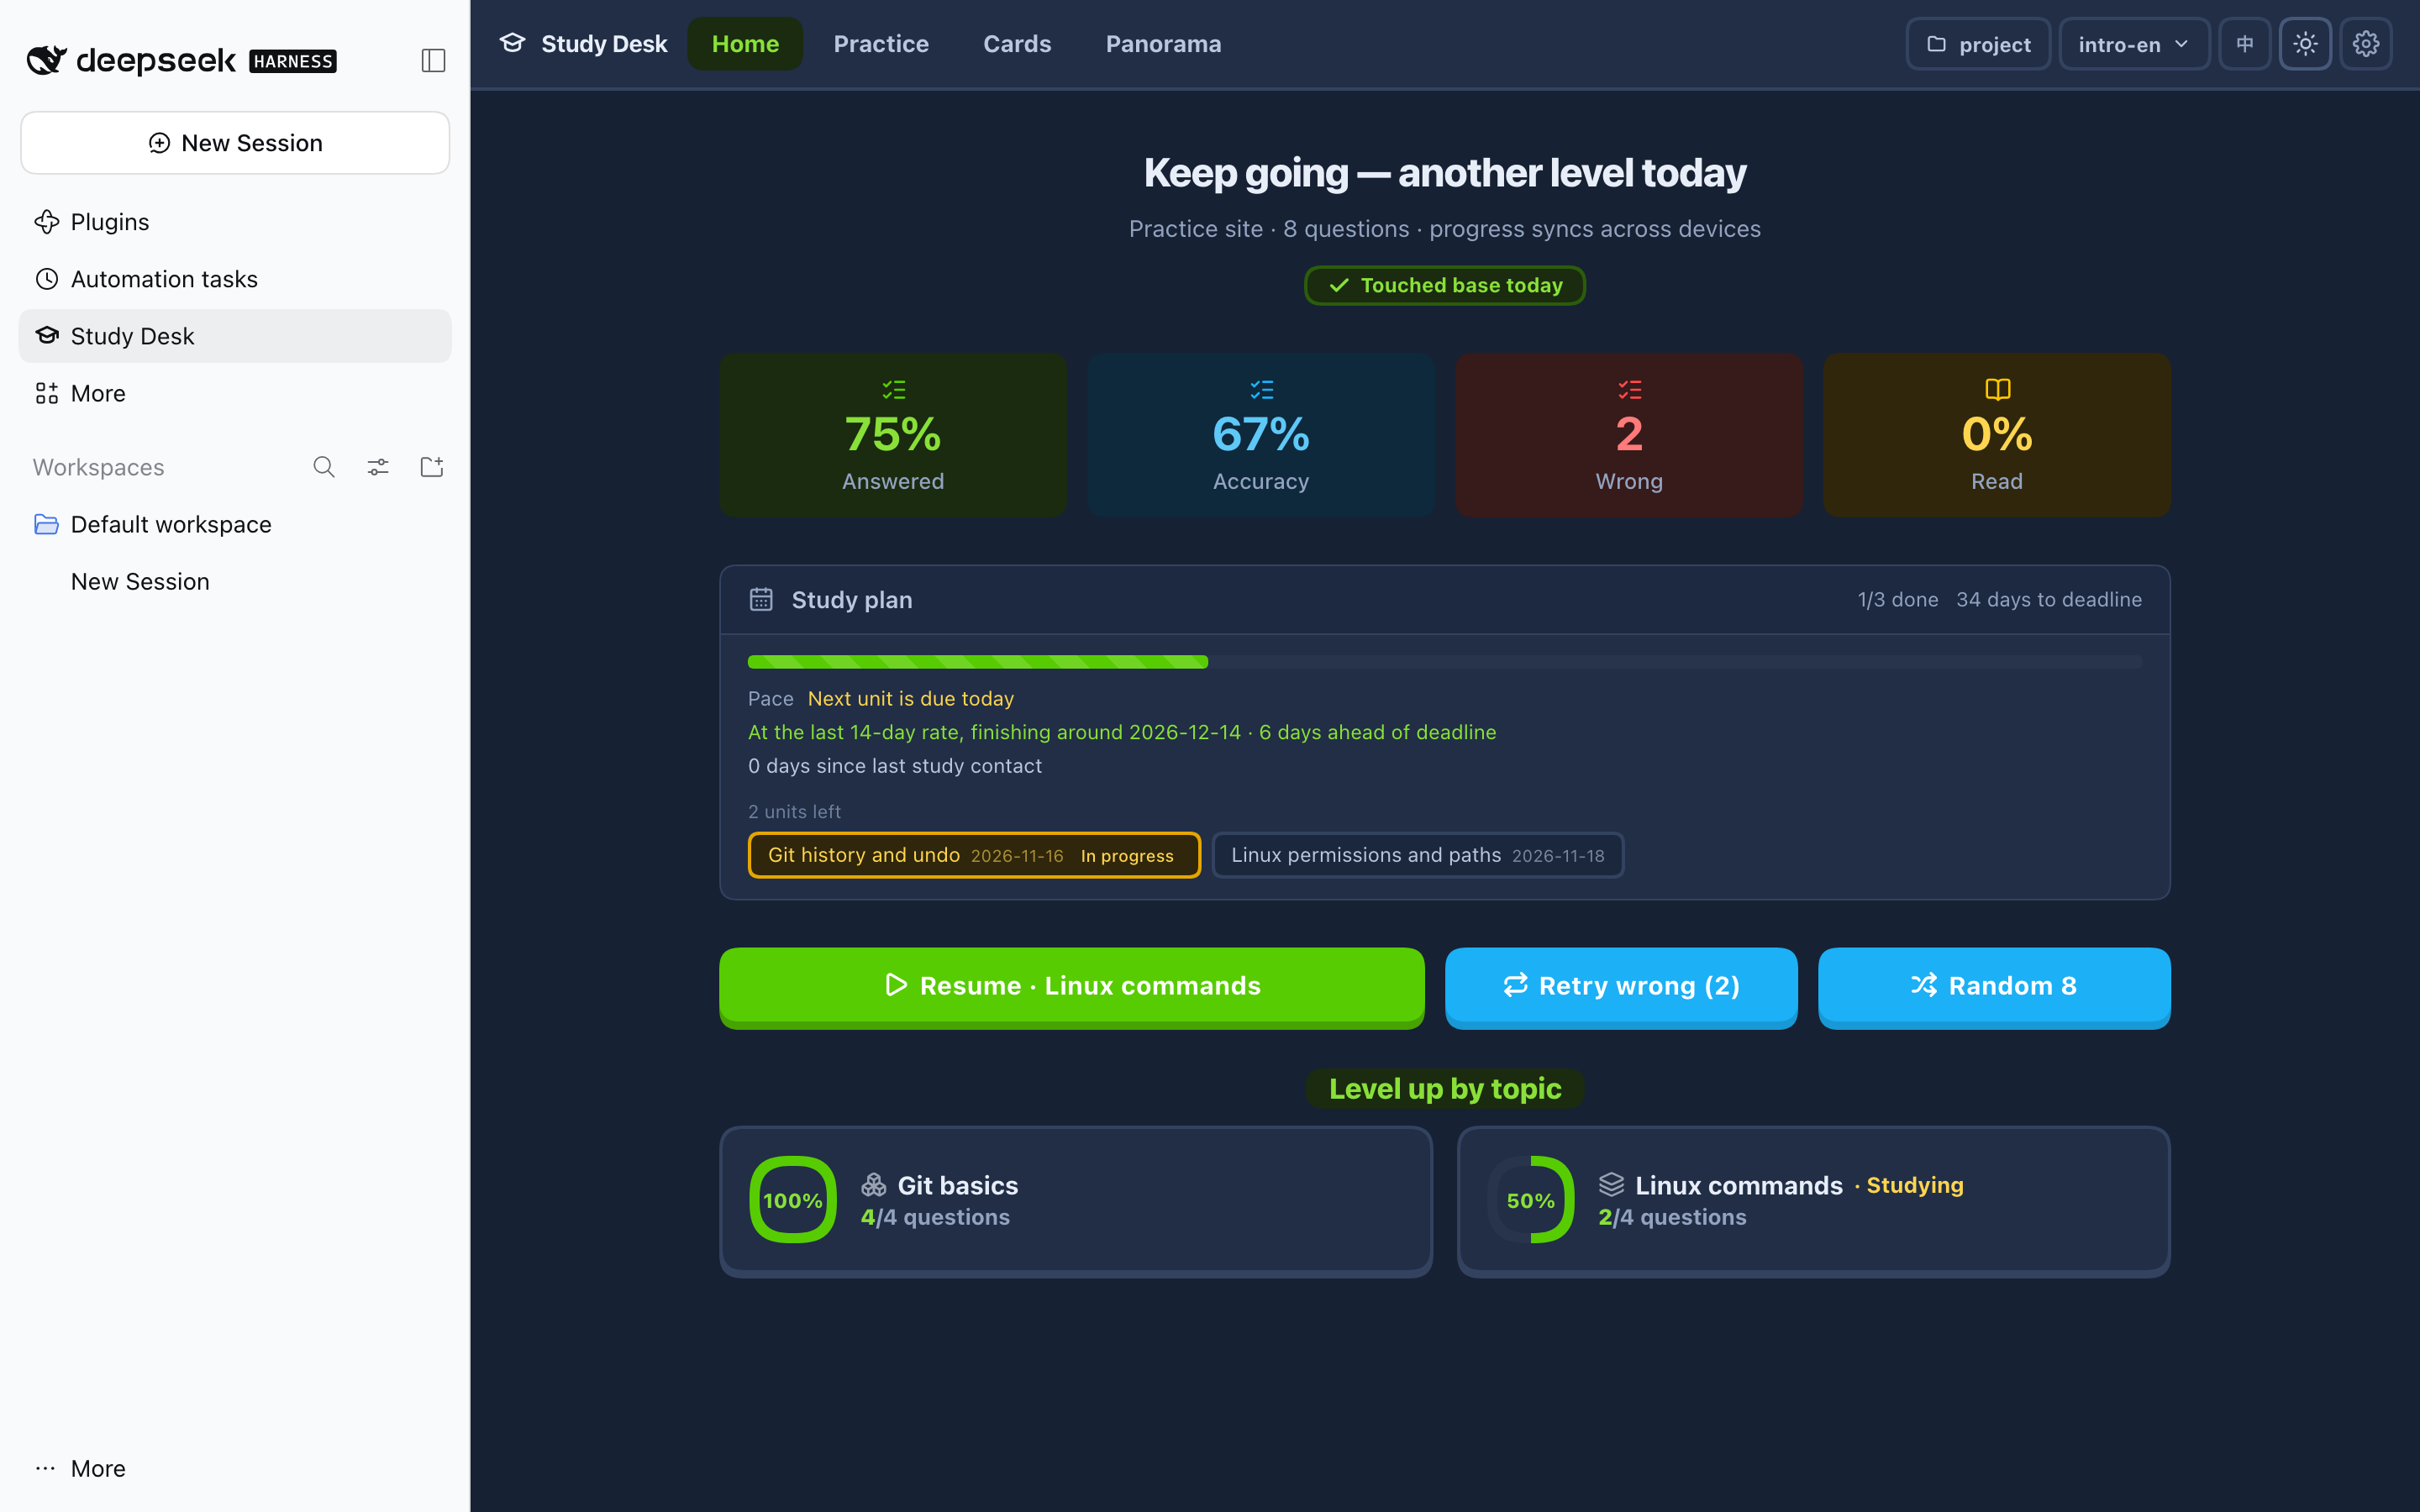 deepseek HARNESS
New Session
Plugins
Automation tasks
Study Desk
More
Workspaces
Default workspace
New Session
More
Study Desk
Home
Practice
Cards
Panorama
project
intro-en
中
Keep going — another level today
Practice site · 8 questions · progress syncs across devices
Touched base today
75%
Answered
67%
Accuracy
2
Wrong
0%
Read
Study plan
1/3 done 34 days to deadline
Pace Next unit is due today
At the last 14-day rate, finishing around 2026-12-14 · 6 days ahead of deadline
0 days since last study contact
2 units left
Git history and undo 2026-11-16 In progress
Linux permissions and paths 2026-11-18
Resume · Linux commands
Retry wrong (2)
Random 8
Level up by topic
100%
Git basics
4/4 questions
50%
Linux commands · Studying
2/4 questions